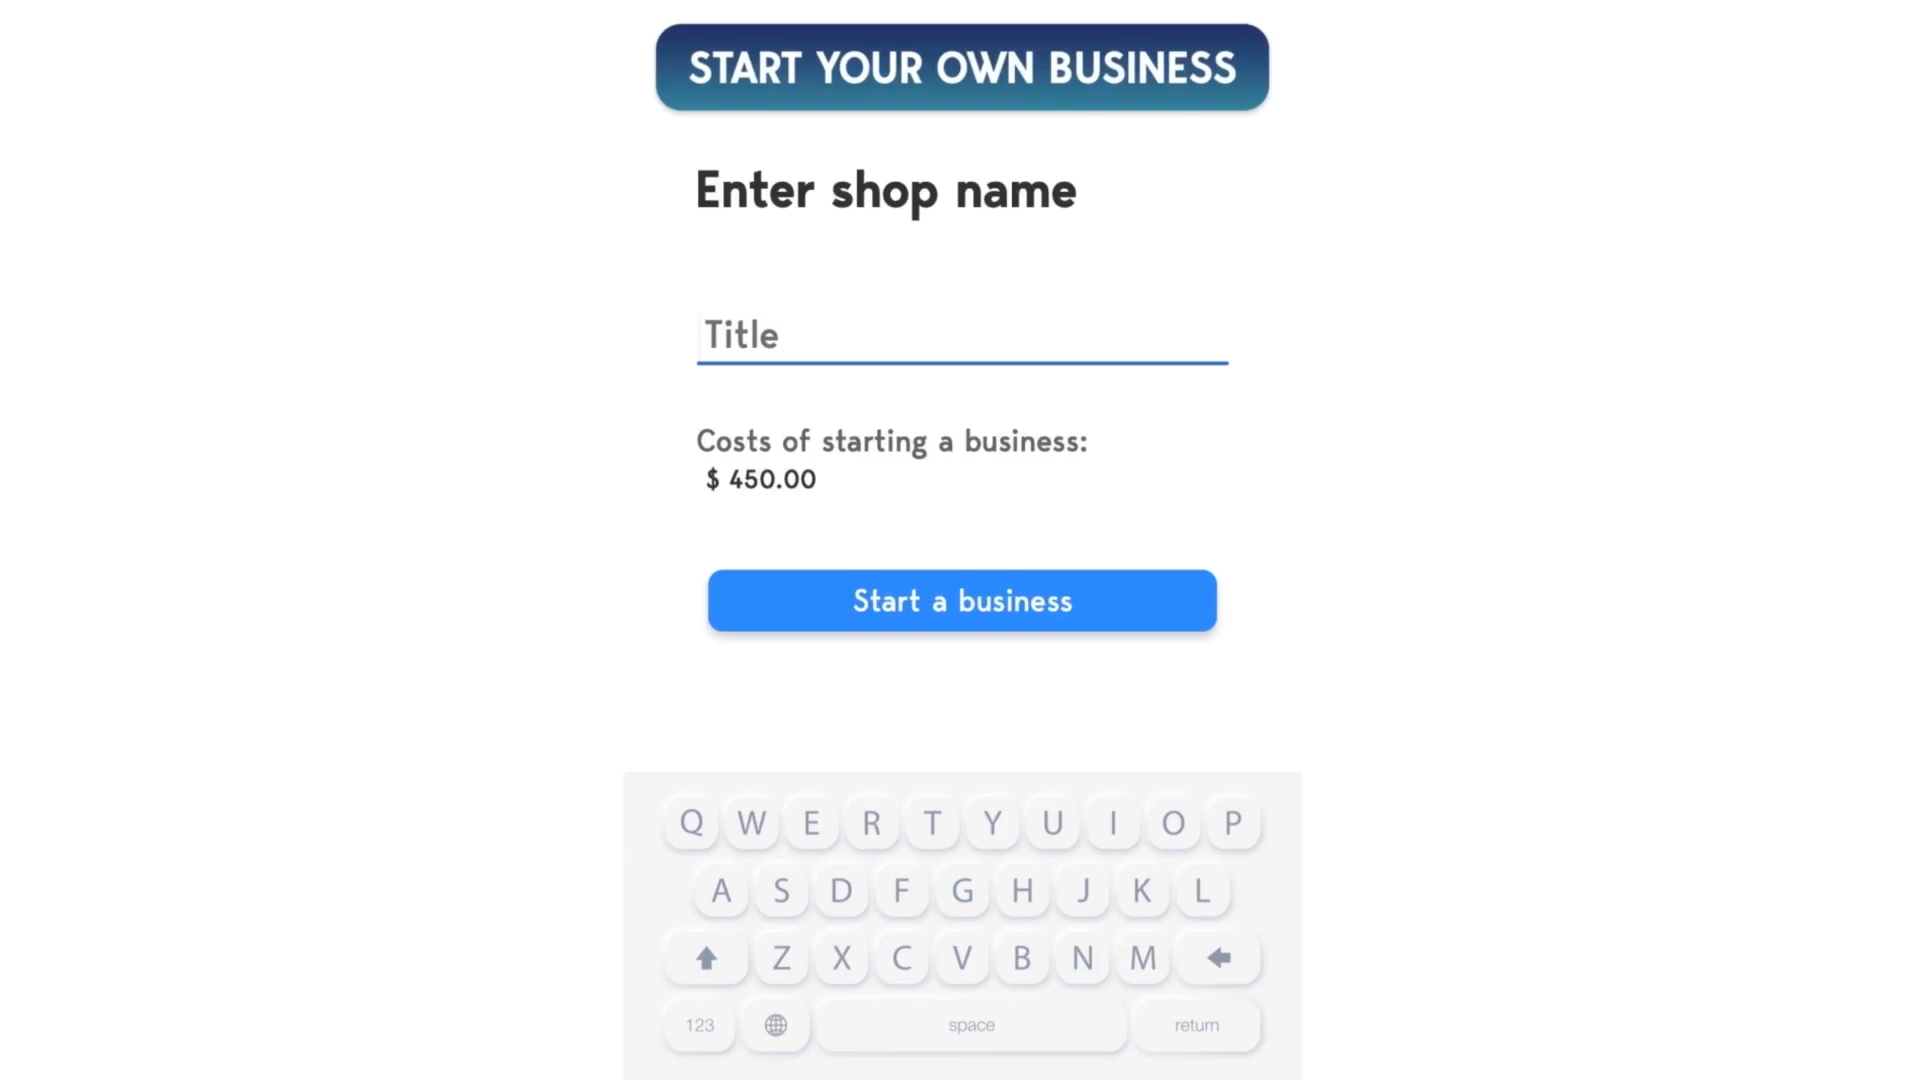 START YOUR OWN BUSINESS
Enter shop name
Title
Costs of starting a business:
$ 450.00
Start a business
Q W E R T Y U I O P
A S D F G H J K L
Z X C V B N M
123 space return